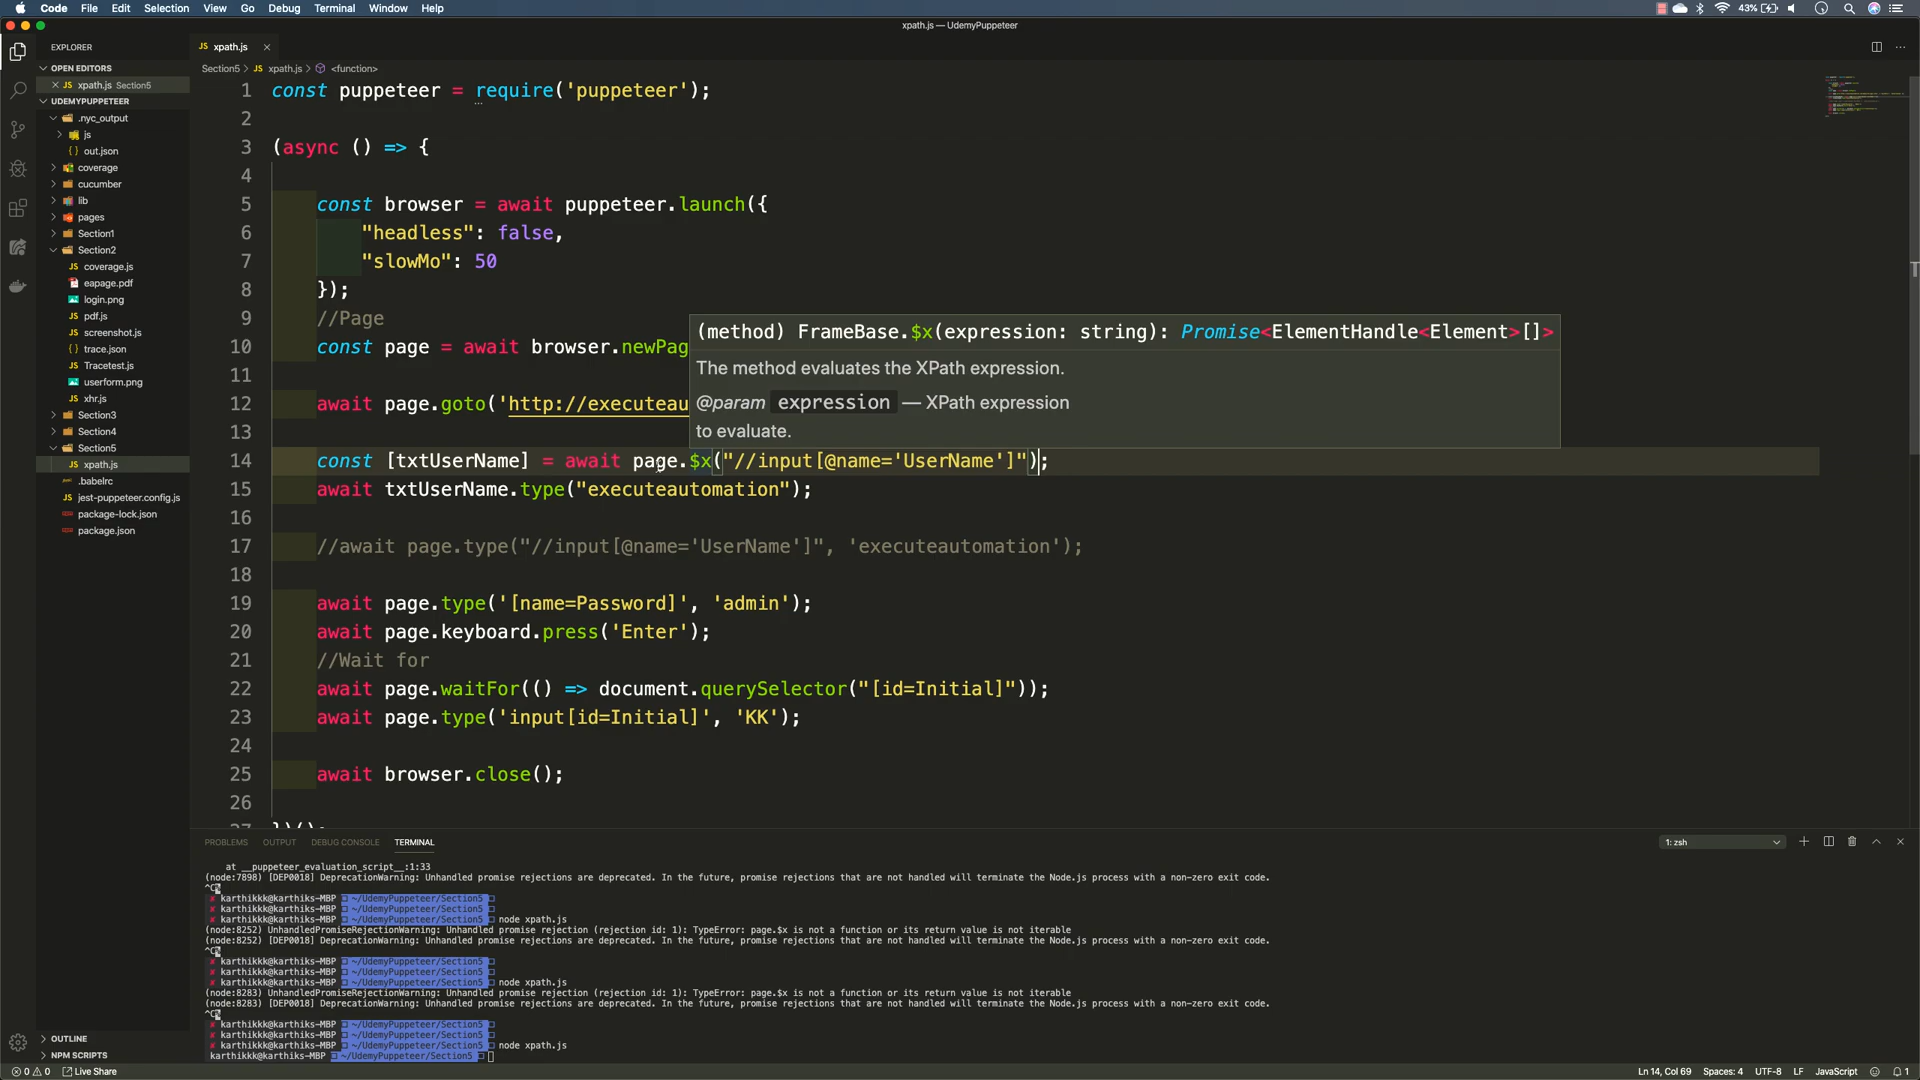 Code File Edit Selection View Go Debug Terminal Window Help 43%
xpath.js — UdemyPuppeteer
EXPLORER
OPEN EDITORS
JS xpath.js Section5
UDEMYPUPPETEER
.nyc_output
js
{} out.json
coverage
cucumber
lib
pages
Section1
Section2
JS coverage.js
eapage.pdf
login.png
JS pdf.js
JS screenshot.js
{} trace.json
JS Tracetest.js
userform.png
JS xhr.js
Section3
Section4
Section5
JS xpath.js
.babelrc
JS jest-puppeteer.config.js
package-lock.json
package.json
OUTLINE
NPM SCRIPTS
JS xpath.js
Section5 > JS xpath.js > <function>
1 const puppeteer = require('puppeteer');
2
3 (async () => {
4
5 const browser = await puppeteer.launch({
6 "headless": false,
7 "slowMo": 50
8 });
9 //Page
10 const page = await browser.newPag
11
12 await page.goto('http://executeau
13
14 const [txtUserName] = await page.$x("//input[@name='UserName']");
15 await txtUserName.type("executeautomation");
16
17 //await page.type("//input[@name='UserName']", 'executeautomation');
18
19 await page.type('[name=Password]', 'admin');
20 await page.keyboard.press('Enter');
21 //Wait for
22 await page.waitFor(() => document.querySelector("[id=Initial]"));
23 await page.type('input[id=Initial]', 'KK');
24
25 await browser.close();
26
27 })();
(method) FrameBase.$x(expression: string): Promise<ElementHandle<Element>[]>
The method evaluates the XPath expression.
@param expression — XPath expression
to evaluate.
PROBLEMS OUTPUT DEBUG CONSOLE TERMINAL 1: zsh
at __puppeteer_evaluation_script__:1:33
(node:7898) [DEP0018] DeprecationWarning: Unhandled promise rejections are deprecated. In the future, promise rejections that are not handled will terminate the Node.js process with a non-zero exit code.
^C
✘ karthikkk@karthiks-MBP ~/UdemyPuppeteer/Section5
✘ karthikkk@karthiks-MBP ~/UdemyPuppeteer/Section5
✘ karthikkk@karthiks-MBP ~/UdemyPuppeteer/Section5 node xpath.js
(node:8252) UnhandledPromiseRejectionWarning: Unhandled promise rejection (rejection id: 1): TypeError: page.$x is not a function or its return value is not iterable
(node:8252) [DEP0018] DeprecationWarning: Unhandled promise rejections are deprecated. In the future, promise rejections that are not handled will terminate the Node.js process with a non-zero exit code.
^C
✘ karthikkk@karthiks-MBP ~/UdemyPuppeteer/Section5
✘ karthikkk@karthiks-MBP ~/UdemyPuppeteer/Section5
✘ karthikkk@karthiks-MBP ~/UdemyPuppeteer/Section5 node xpath.js
(node:8283) UnhandledPromiseRejectionWarning: Unhandled promise rejection (rejection id: 1): TypeError: page.$x is not a function or its return value is not iterable
(node:8283) [DEP0018] DeprecationWarning: Unhandled promise rejections are deprecated. In the future, promise rejections that are not handled will terminate the Node.js process with a non-zero exit code.
^C
✘ karthikkk@karthiks-MBP ~/UdemyPuppeteer/Section5
✘ karthikkk@karthiks-MBP ~/UdemyPuppeteer/Section5
✘ karthikkk@karthiks-MBP ~/UdemyPuppeteer/Section5 node xpath.js
karthikkk@karthiks-MBP ~/UdemyPuppeteer/Section5
0 0 Live Share Ln 14, Col 69 Spaces: 4 UTF-8 LF JavaScript 1